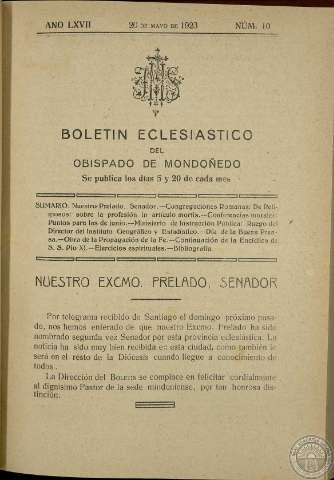 AÑO LXVII 20 DE MAYO DE 1923 NÚM. 10
BOLETIN ECLESIASTICO
DEL
OBISPADO DE MONDOÑEDO
Se publica los días 5 y 20 de cada mes
SUMARIO: Nuestro Prelado, Senador.—Congregaciones Romanas: De Reli-
giosos: sobre la profesión in artículo mortis.—Conferencias morales:
Puntos para las de junio.—Ministerio de Instrucción Pública: Ruego del
Director del Instituto Geográfico y Estadístico.—Día de la Buena Pren-
sa.—Obra de la Propagación de la Fe.—Continuación de la Encíclica de
S. S. Pío XI.—Ejercicios espirituales.—Bibliografía.
NUESTRO EXCMO. PRELADO, SENADOR
Por telegrama recibido de Santiago el domingo próximo pasa-
do, nos hemos enterado de que nuestro Excmo. Prelado ha sido
nombrado segunda vez Senador por esta provincia eclesiástica. La
noticia ha sido muy bien recibida en esta ciudad, como también le
será en el resto de la Diócesis cuando llegue a conocimiento de
todos.
La Dirección del BOLETÍN se complace en felicitar cordialmente
al dignísimo Pastor de la sede mindoniense, por tan honrosa dis-
tinción.